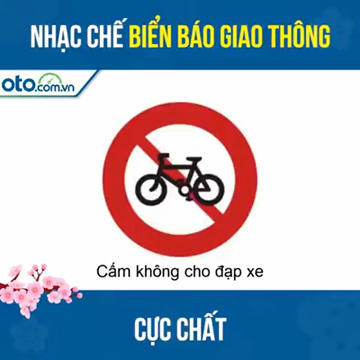 NHẠC CHẾ BIỂN BÁO GIAO THÔNG
oto.com.vn
Cấm không cho đạp xe
CỰC CHẤT